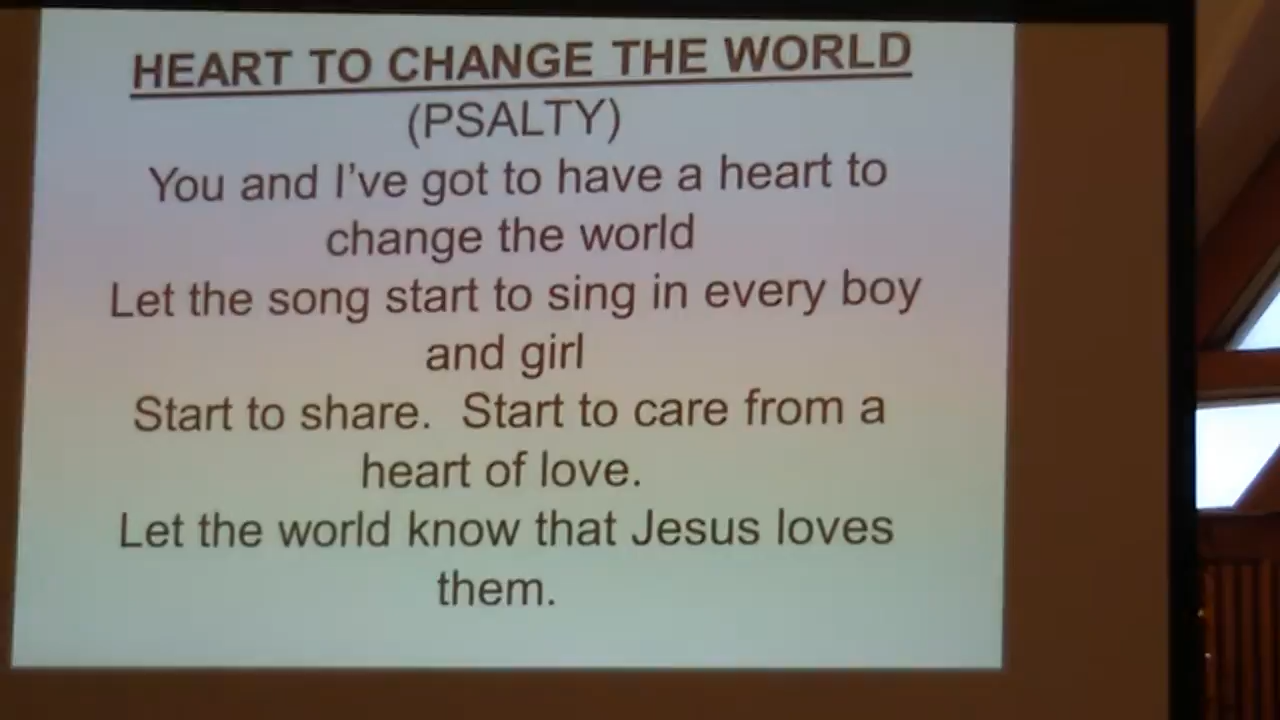 HEART TO CHANGE THE WORLD
(PSALTY)
You and I've got to have a heart to
change the world
Let the song start to sing in every boy
and girl
Start to share.  Start to care from a
heart of love.
Let the world know that Jesus loves
them.